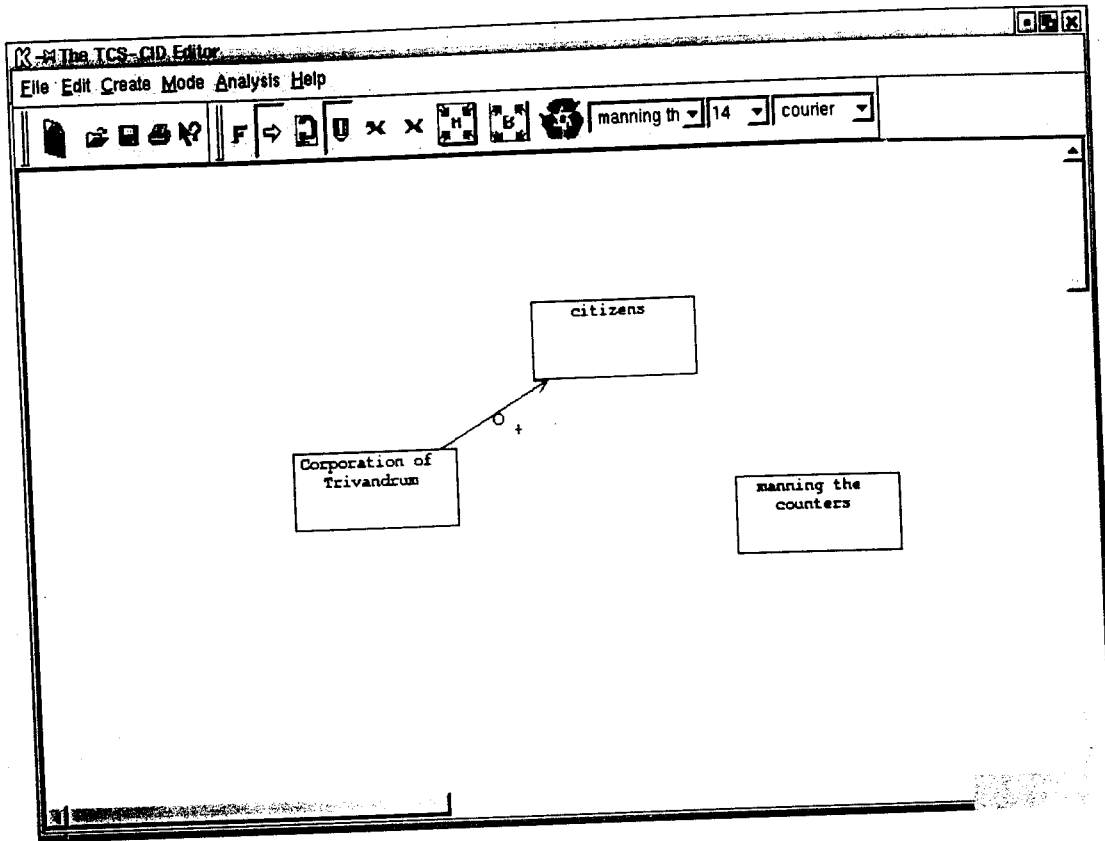 The TCS-CID Editor
File Edit Create Mode Analysis Help
F M B manning th 14 courier
citizens
+
Corporation of
Trivandrum
manning the
counters